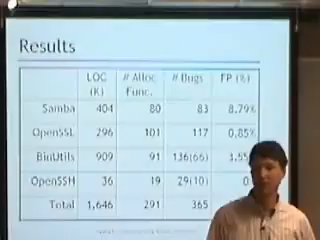 Results
LOC (K) # Alloc Func. # Bugs FP (%)
Samba 404 80 83 8.79%
OpenSSL 296 101 117 0.85%
BinUtils 909 91 136(66)
OpenSSH 36 19 29(10) 0
Total 1,646 291 365